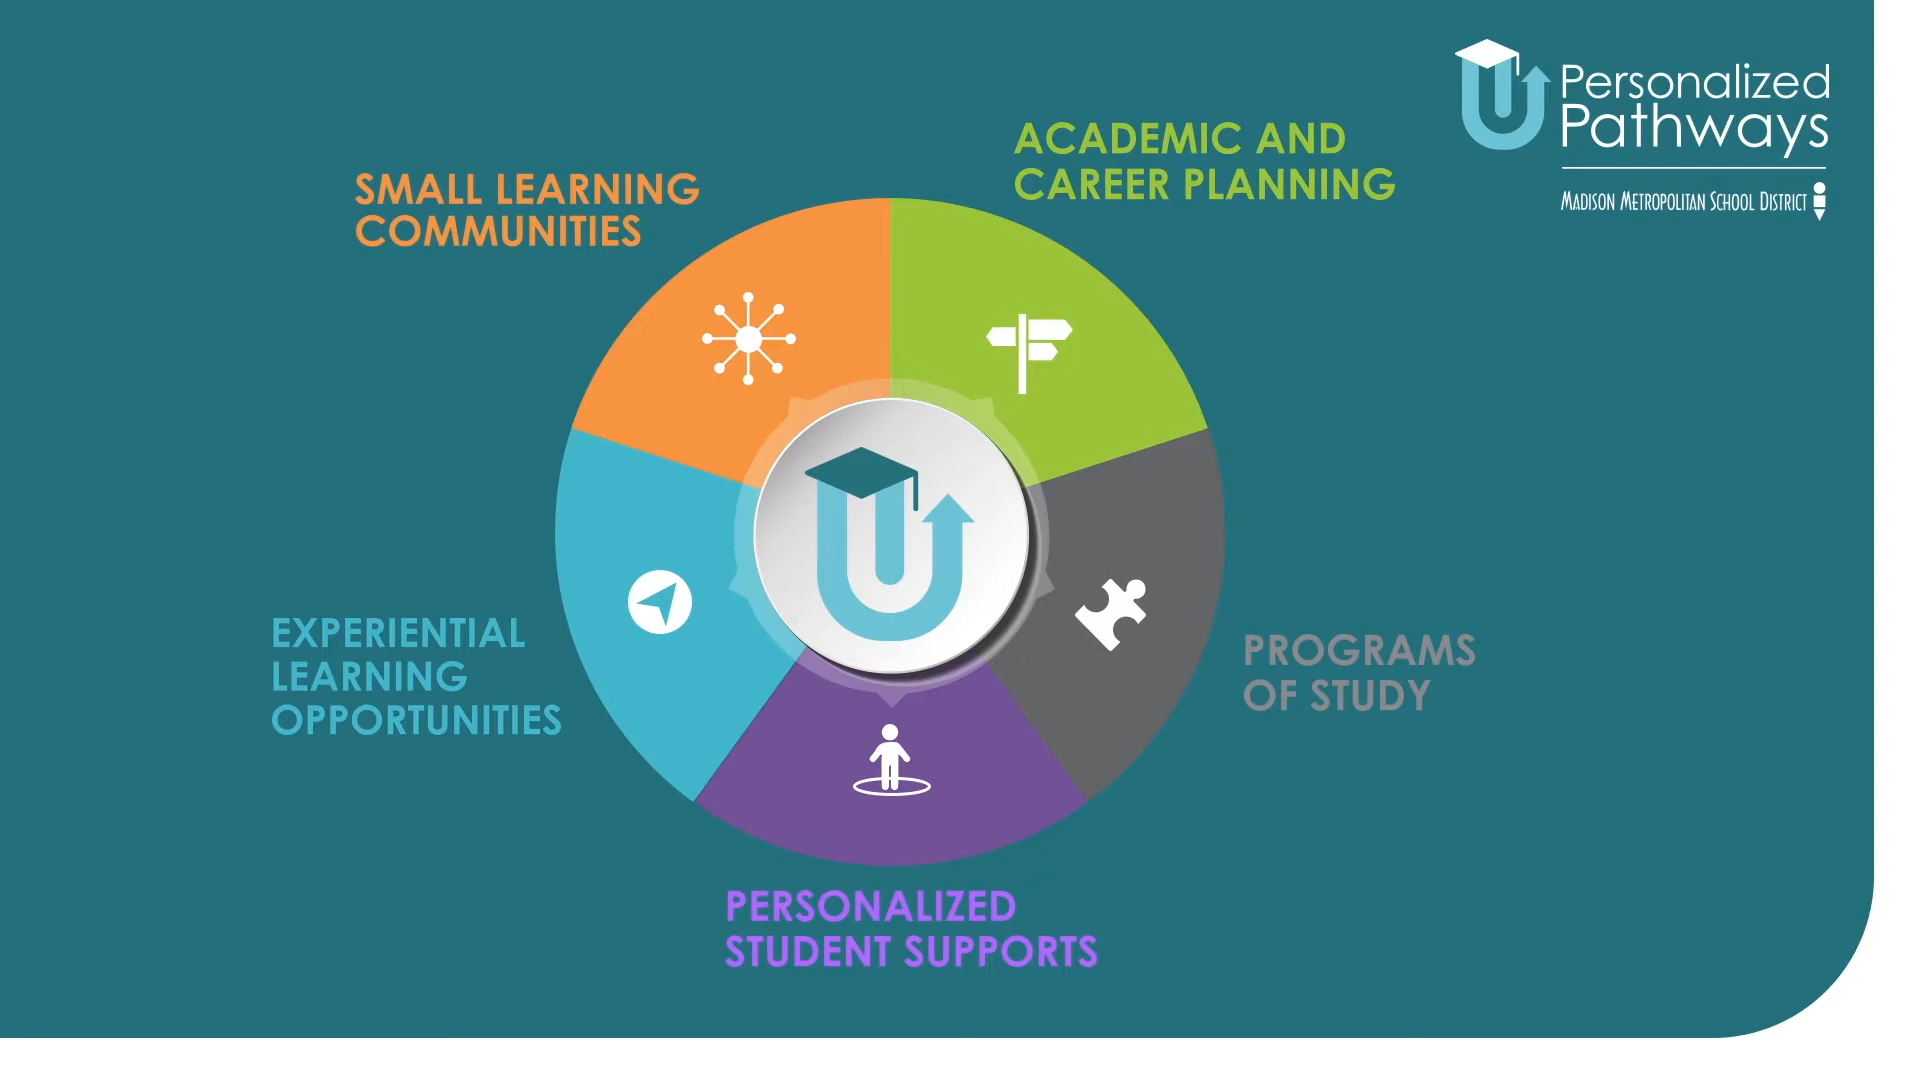 Personalized
Pathways
MADISON METROPOLITAN SCHOOL DISTRICT
ACADEMIC AND
CAREER PLANNING
SMALL LEARNING
COMMUNITIES
EXPERIENTIAL
LEARNING
OPPORTUNITIES
PROGRAMS
OF STUDY
PERSONALIZED
STUDENT SUPPORTS